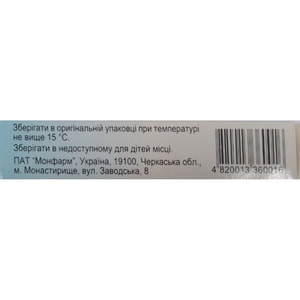 Зберігати в оригінальній упаковці при температурі
не вище 15 °С.
Зберігати в недоступному для дітей місці.
ПАТ "Монфарм", Україна, 19100, Черкаська обл.,
м. Монастирище, вул. Заводська, 8
4 820013 360016